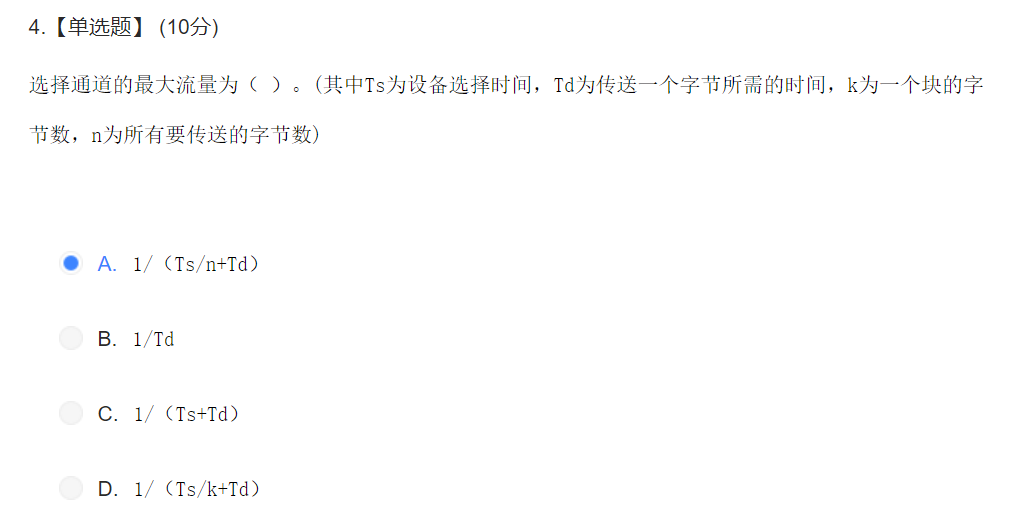 4.【单选题】 (10分)
选择通道的最大流量为（ ）。(其中Ts为设备选择时间，Td为传送一个字节所需的时间，k为一个块的字
节数，n为所有要传送的字节数)
A. 1/（Ts/n+Td）
B. 1/Td
C. 1/（Ts+Td）
D. 1/（Ts/k+Td）